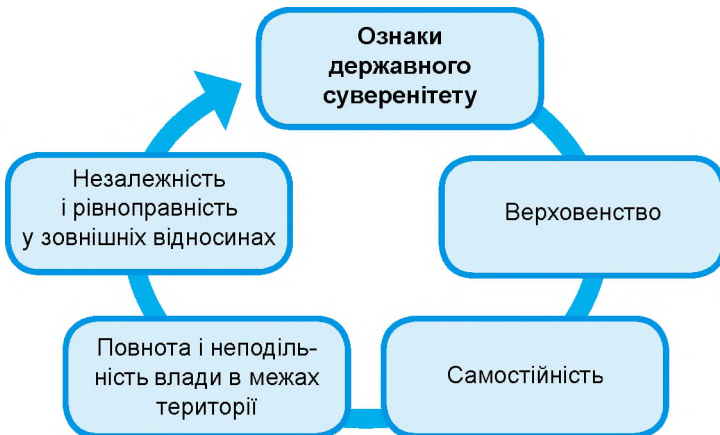 Ознаки
державного
суверенітету
Верховенство
Самостійність
Повнота і неподіль-
ність влади в межах
території
Незалежність
і рівноправність
у зовнішніх відносинах